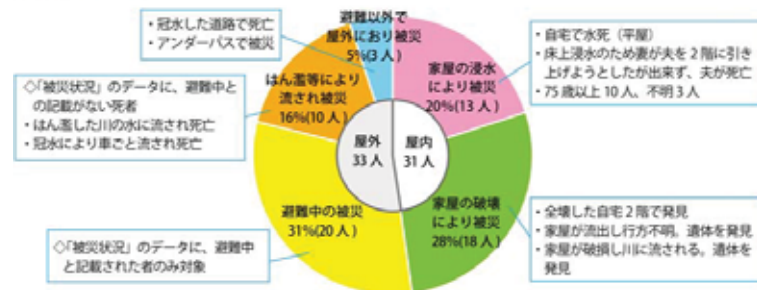 ・冠水した道路で死亡
・アンダーパスで被災
避難以外で
屋外におり被災
5%(3人)
・自宅で水死（平屋）
・床上浸水のため妻が夫を2階に引き
上げようとしたが出来ず、夫が死亡
・75歳以上10人、不明3人
◇「被災状況」のデータに、避難中と
の記載がない死者
・はん濫した川の水に流され死亡
・冠水により車ごと流され死亡
はん濫等により
流され被災
16%(10人)
家屋の浸水
により被災
20%(13人)
屋外
33人
屋内
31人
避難中の被災
31%(20人)
家屋の破壊
により被災
28%(18人)
◇「被災状況」のデータに、避難中
と記載された者のみ対象
・全壊した自宅2階で発見
・家屋が流出し行方不明。遺体を発見
・家屋が破損し川に流される。遺体を
発見